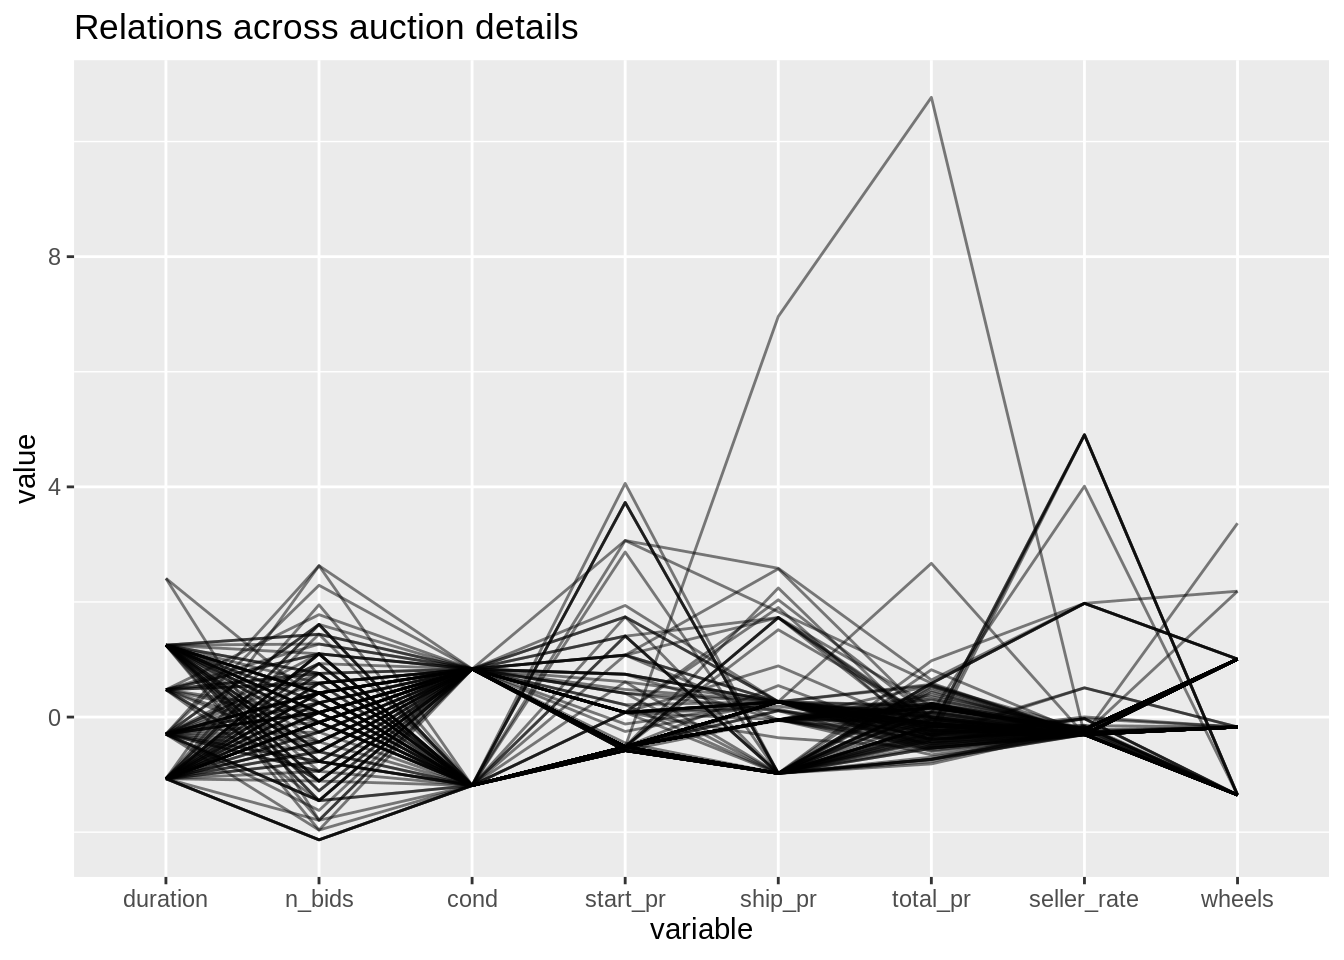 Relations across auction details
value
8
4
0
duration n_bids cond start_pr ship_pr total_pr seller_rate wheels
variable